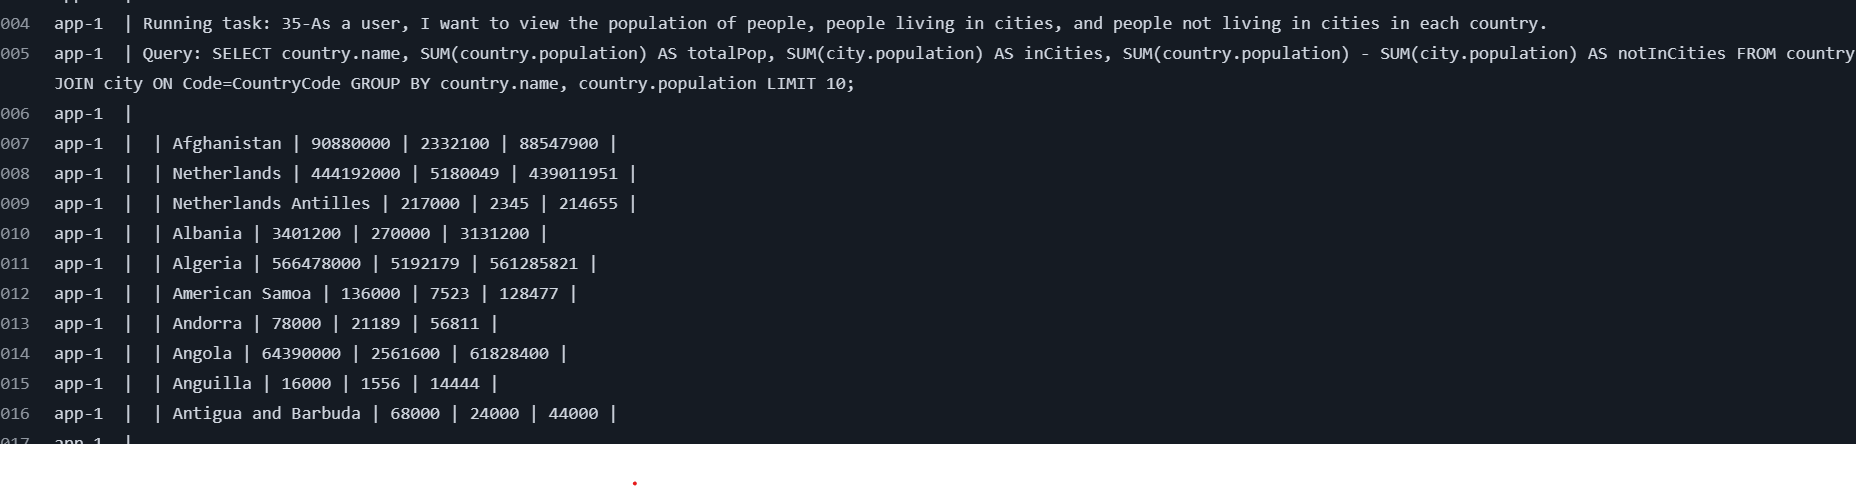 004 app-1 | Running task: 35-As a user, I want to view the population of people, people living in cities, and people not living in cities in each country.
005 app-1 | Query: SELECT country.name, SUM(country.population) AS totalPop, SUM(city.population) AS inCities, SUM(country.population) - SUM(city.population) AS notInCities FROM country
JOIN city ON Code=CountryCode GROUP BY country.name, country.population LIMIT 10;
006 app-1 |
007 app-1 | | Afghanistan | 90880000 | 2332100 | 88547900 |
008 app-1 | | Netherlands | 444192000 | 5180049 | 439011951 |
009 app-1 | | Netherlands Antilles | 217000 | 2345 | 214655 |
010 app-1 | | Albania | 3401200 | 270000 | 3131200 |
011 app-1 | | Algeria | 566478000 | 5192179 | 561285821 |
012 app-1 | | American Samoa | 136000 | 7523 | 128477 |
013 app-1 | | Andorra | 78000 | 21189 | 56811 |
014 app-1 | | Angola | 64390000 | 2561600 | 61828400 |
015 app-1 | | Anguilla | 16000 | 1556 | 14444 |
016 app-1 | | Antigua and Barbuda | 68000 | 24000 | 44000 |
017 app-1 |